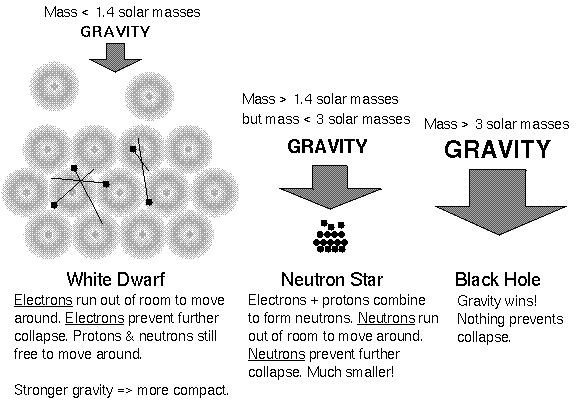 Mass < 1.4 solar masses
GRAVITY
Mass > 1.4 solar masses
but mass < 3 solar masses
GRAVITY
Mass > 3 solar masses
GRAVITY
White Dwarf
Electrons run out of room to move
around. Electrons prevent further
collapse. Protons & neutrons still
free to move around.
Stronger gravity => more compact.
Neutron Star
Electrons + protons combine
to form neutrons. Neutrons run
out of room to move around.
Neutrons prevent further
collapse. Much smaller!
Black Hole
Gravity wins!
Nothing prevents
collapse.